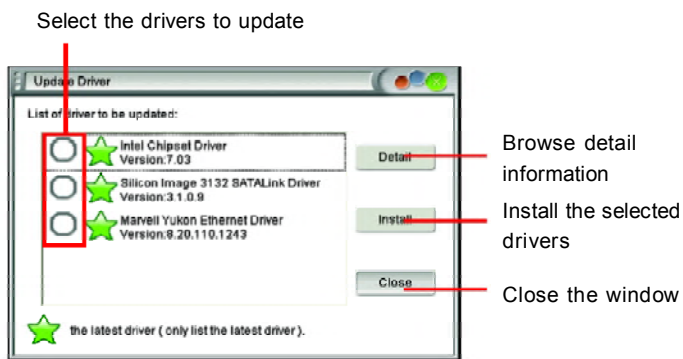 Select the drivers to update
Update Driver
List of driver to be updated:
Intel Chipset Driver
Version:7.03
Silicon Image 3132 SATALink Driver
Version:3.1.0.9
Marvell Yukon Ethernet Driver
Version:8.20.110.1243
Detail
Install
Close
Browse detail
information
Install the selected
drivers
Close the window
the latest driver ( only list the latest driver ).